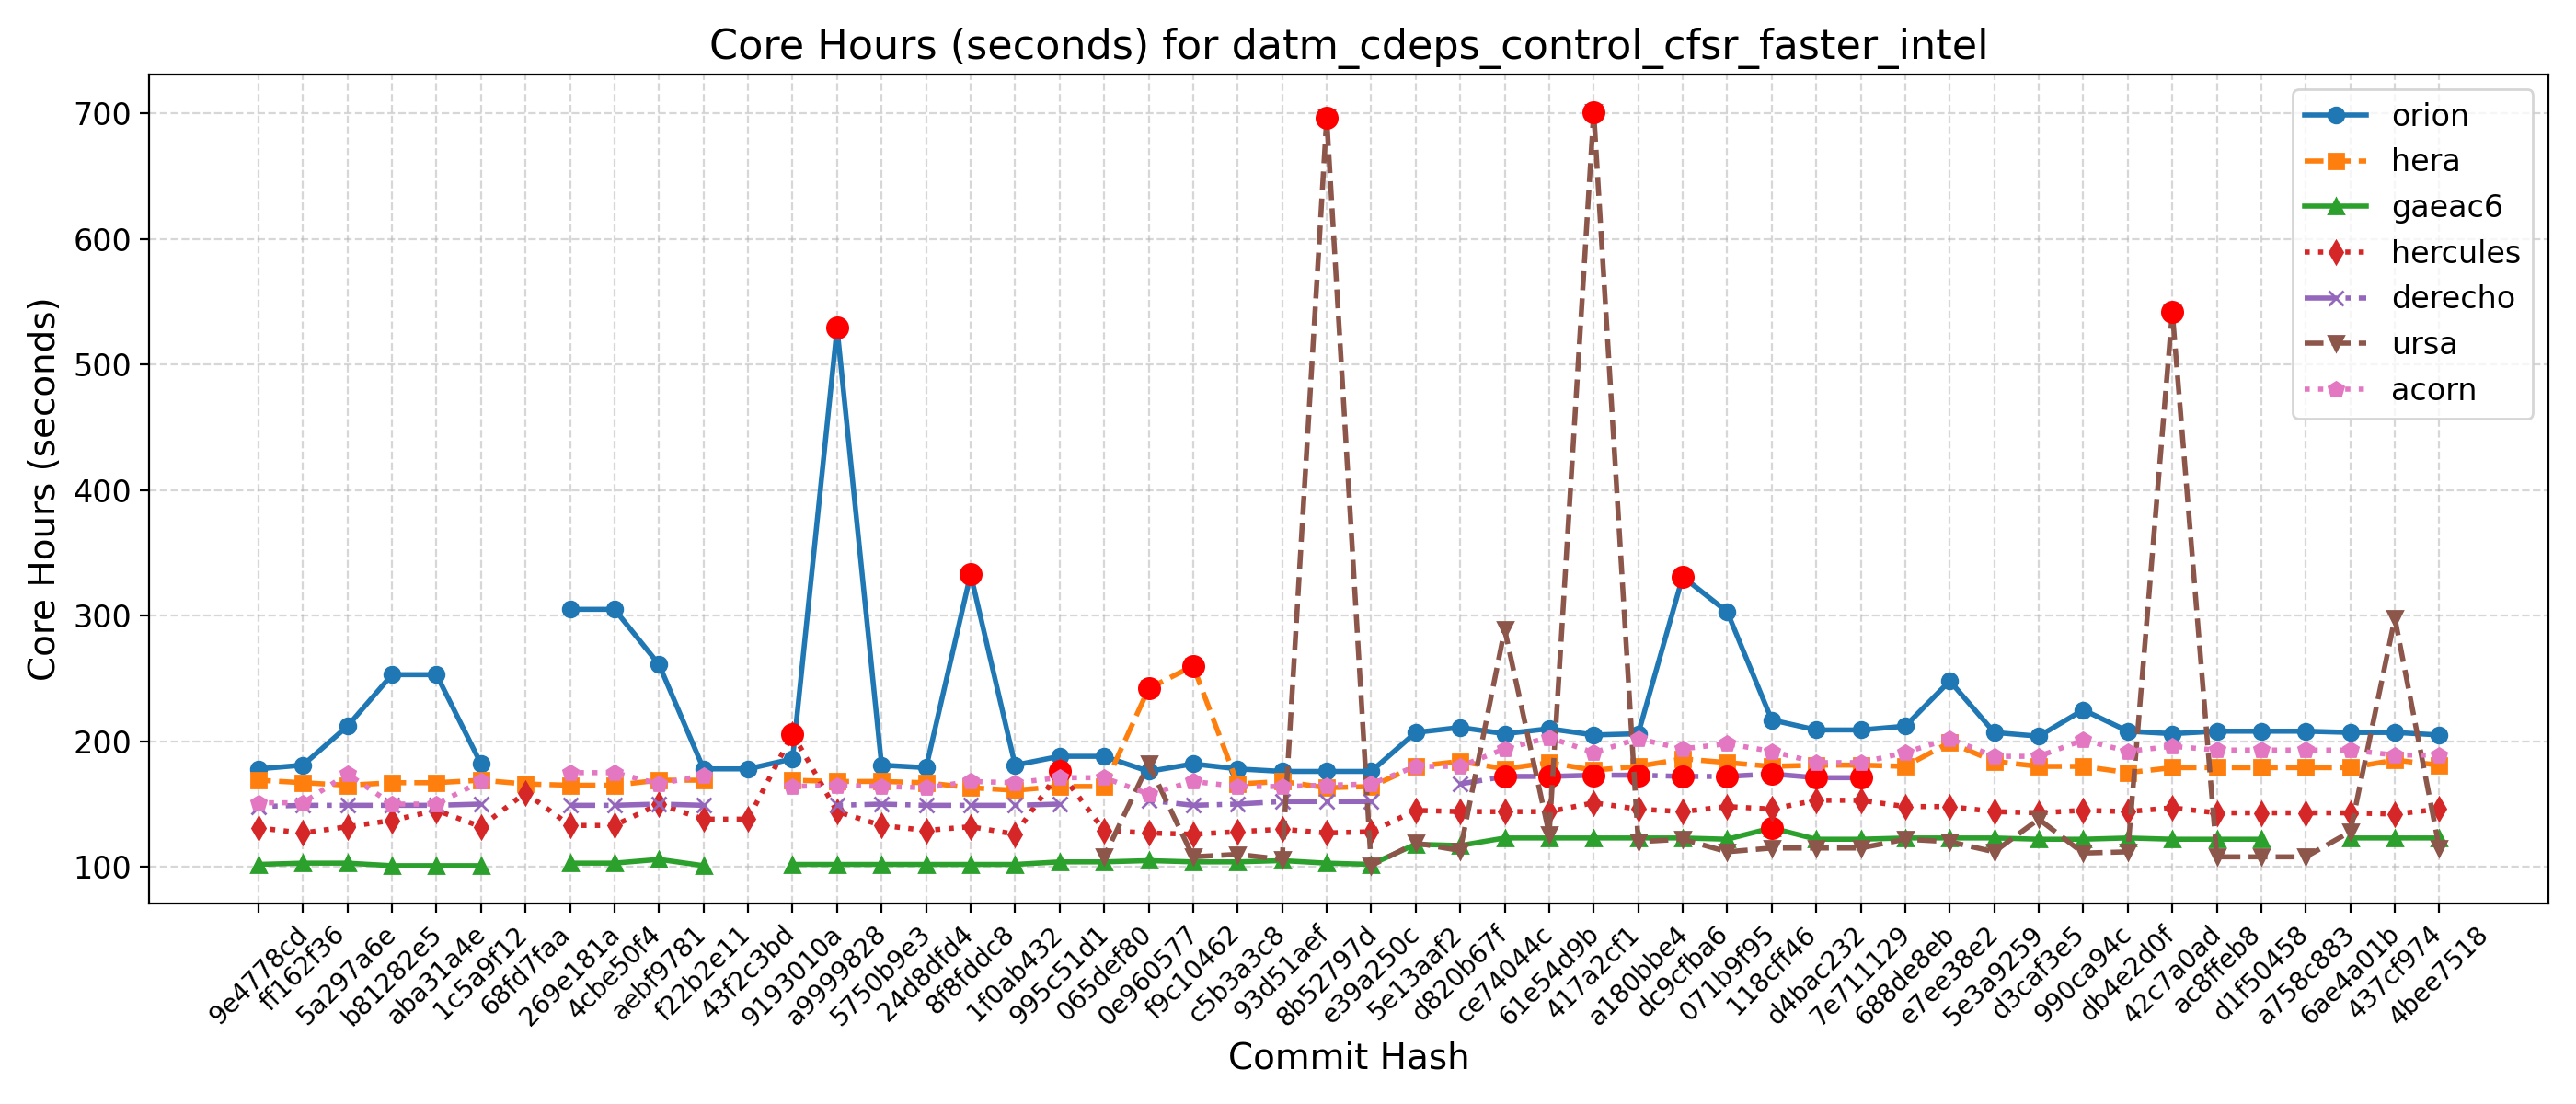 Core Hours (seconds) for datm_cdeps_control_cfsr_faster_intel
Core Hours (seconds)
700
600
500
400
300
200
100
orion
hera
gaeac6
hercules
derecho
ursa
acorn
9e4778cd
ff162f36
5a297a6e
b81282e5
aba31a4e
1c5a9f12
68fd7faa
269e181a
4cbe50f4
aebf9781
f22b2e11
43f2c3bd
9193010a
a9999828
5750b9e3
24d8dfd4
8f8fddc8
1f0ab432
995c51d1
065def80
0e960577
f9c10462
c5b3a3c8
93d51aef
8b52797d
e39a250c
5e13aaf2
d820b67f
ce74044c
61e54d9b
417a2cf1
a180bbe4
dc9cfba6
071b9f95
118cff46
d4bac232
7e711129
688de8eb
e7ee38e2
5e3a9259
d3caf3e5
990ca94c
db4e2d0f
42c7a0ad
ac8ffeb8
d1f50458
a758c883
6ae4a01b
437cf974
4bee7518
Commit Hash